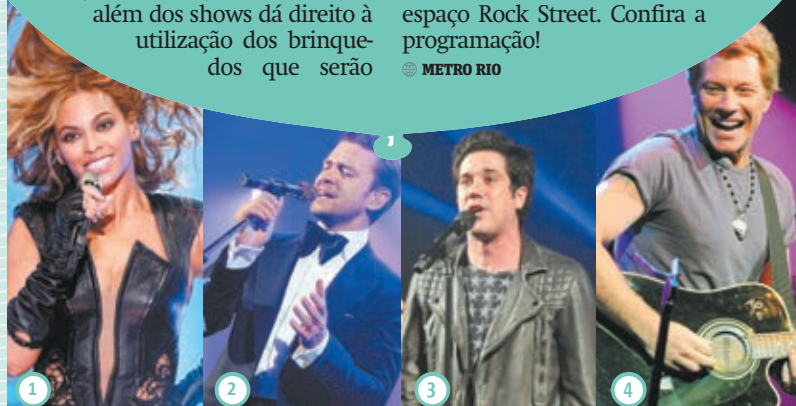 além dos shows dá direito à
utilização dos brinque-
dos que serão
espaço Rock Street. Confira a
programação!
METRO RIO
1
2
3
4